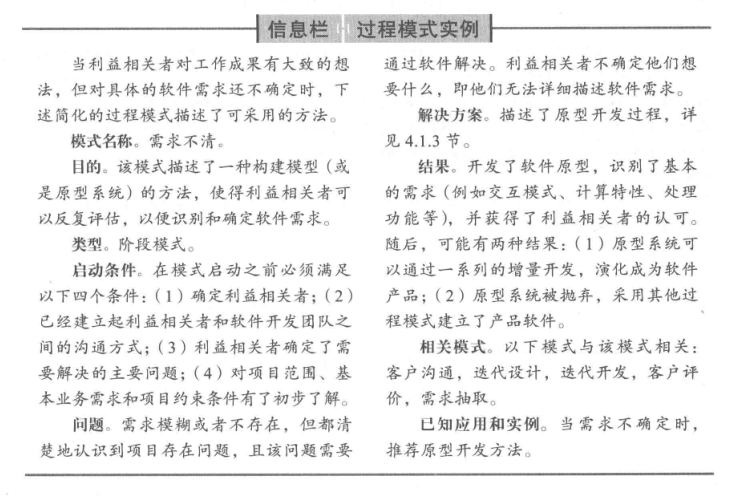 信息栏 过程模式实例
当利益相关者对工作成果有大致的想
法，但对具体的软件需求还不确定时，下
述简化的过程模式描述了可采用的方法。
模式名称。需求不清。
目的。该模式描述了一种构建模型（或
是原型系统）的方法，使得利益相关者可
以反复评估，以便识别和确定软件需求。
类型。阶段模式。
启动条件。在模式启动之前必须满足
以下四个条件：（1）确定利益相关者；（2）
已经建立起利益相关者和软件开发团队之
间的沟通方式；（3）利益相关者确定了需
要解决的主要问题；（4）对项目范围、基
本业务需求和项目约束条件有了初步了解。
问题。需求模糊或者不存在，但都清
楚地认识到项目存在问题，且该问题需要
通过软件解决。利益相关者不确定他们想
要什么，即他们无法详细描述软件需求。
解决方案。描述了原型开发过程，详
见 4.1.3 节。
结果。开发了软件原型，识别了基本
的需求（例如交互模式、计算特性、处理
功能等），并获得了利益相关者的认可。
随后，可能有两种结果：（1）原型系统可
以通过一系列的增量开发，演化成为软件
产品；（2）原型系统被抛弃，采用其他过
程模式建立了产品软件。
相关模式。以下模式与该模式相关：
客户沟通，迭代设计，迭代开发，客户评
价，需求抽取。
已知应用和实例。当需求不确定时，
推荐原型开发方法。